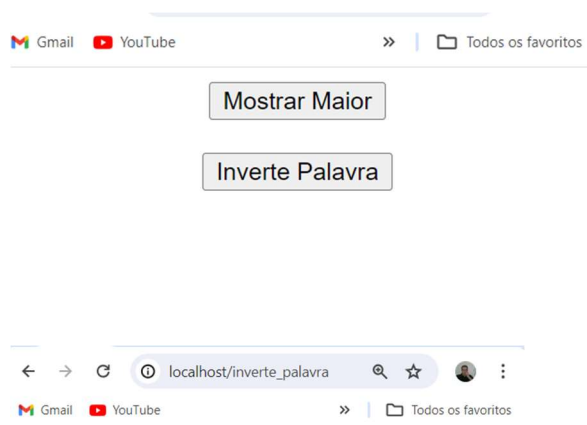 Gmail YouTube » Todos os favoritos
Mostrar Maior
Inverte Palavra
localhost/inverte_palavra
Gmail YouTube » Todos os favoritos